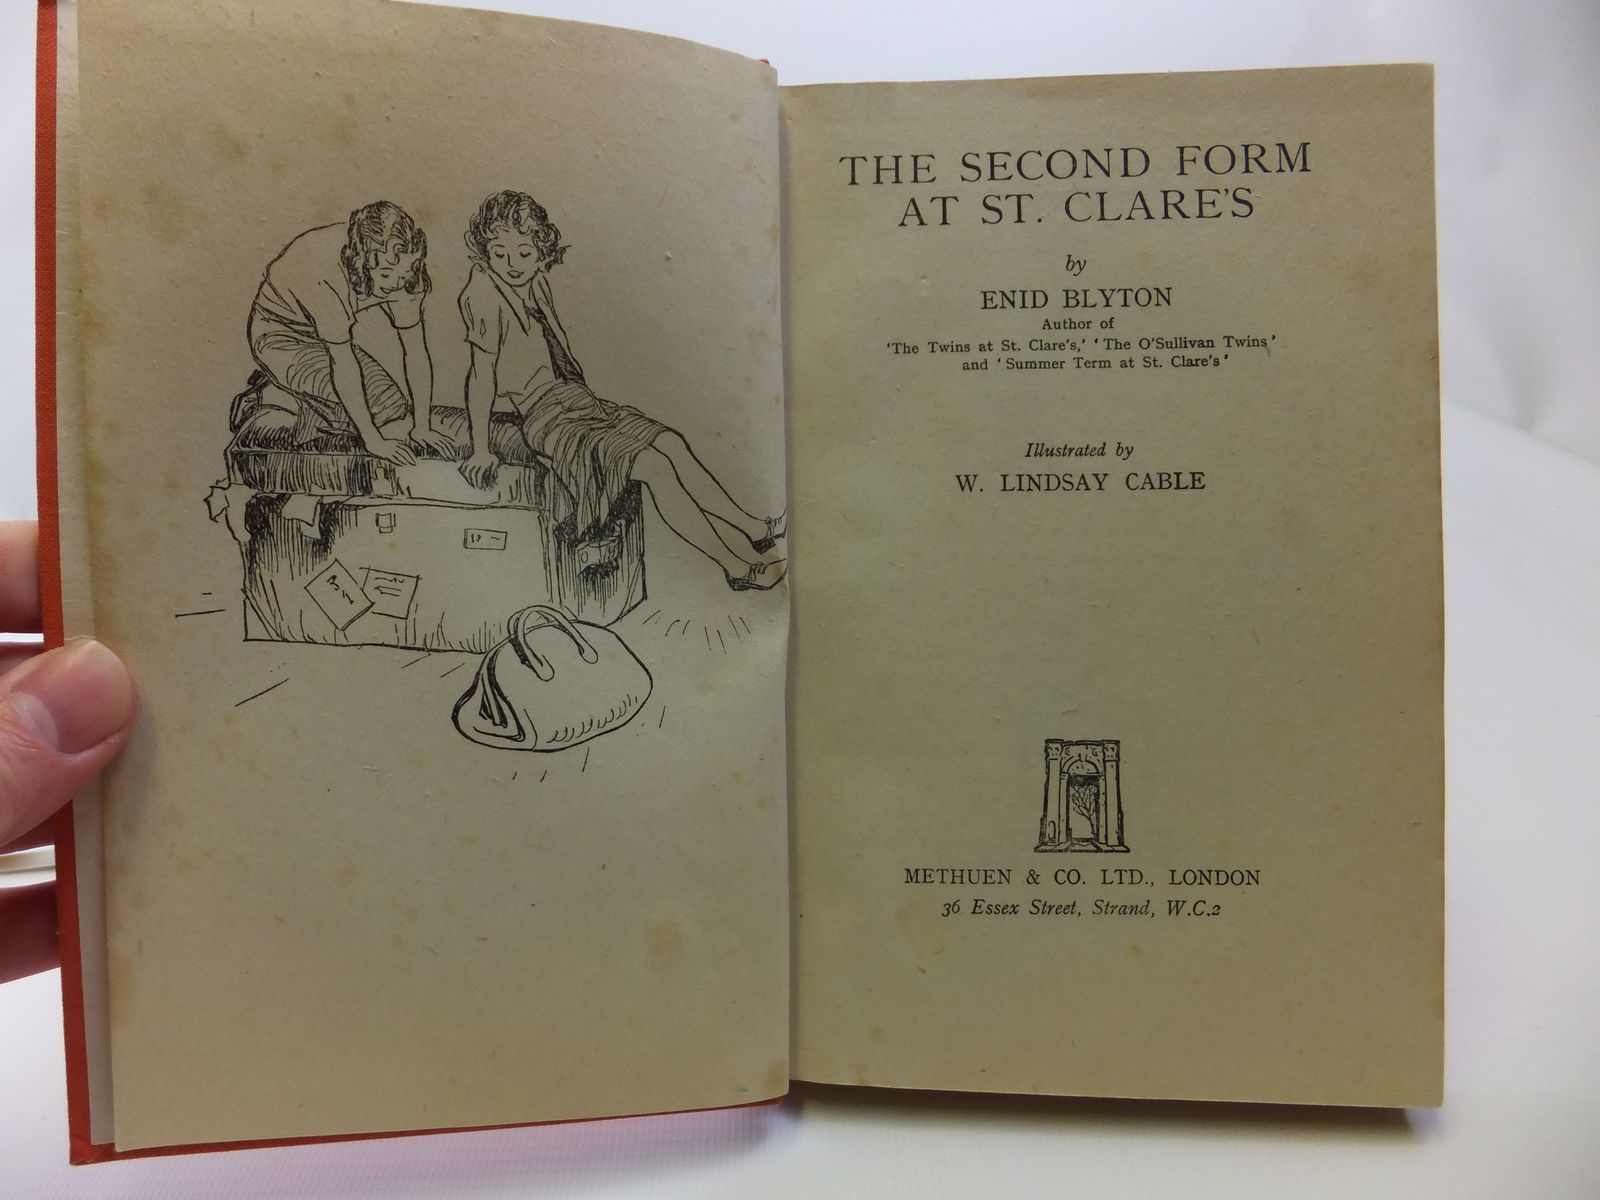 THE SECOND FORM
AT ST. CLARE'S
by
ENID BLYTON
Author of
'The Twins at St. Clare's,' 'The O'Sullivan Twins'
and 'Summer Term at St. Clare's'
Illustrated by
W. LINDSAY CABLE
METHUEN & CO. LTD., LONDON
36 Essex Street, Strand, W.C.2